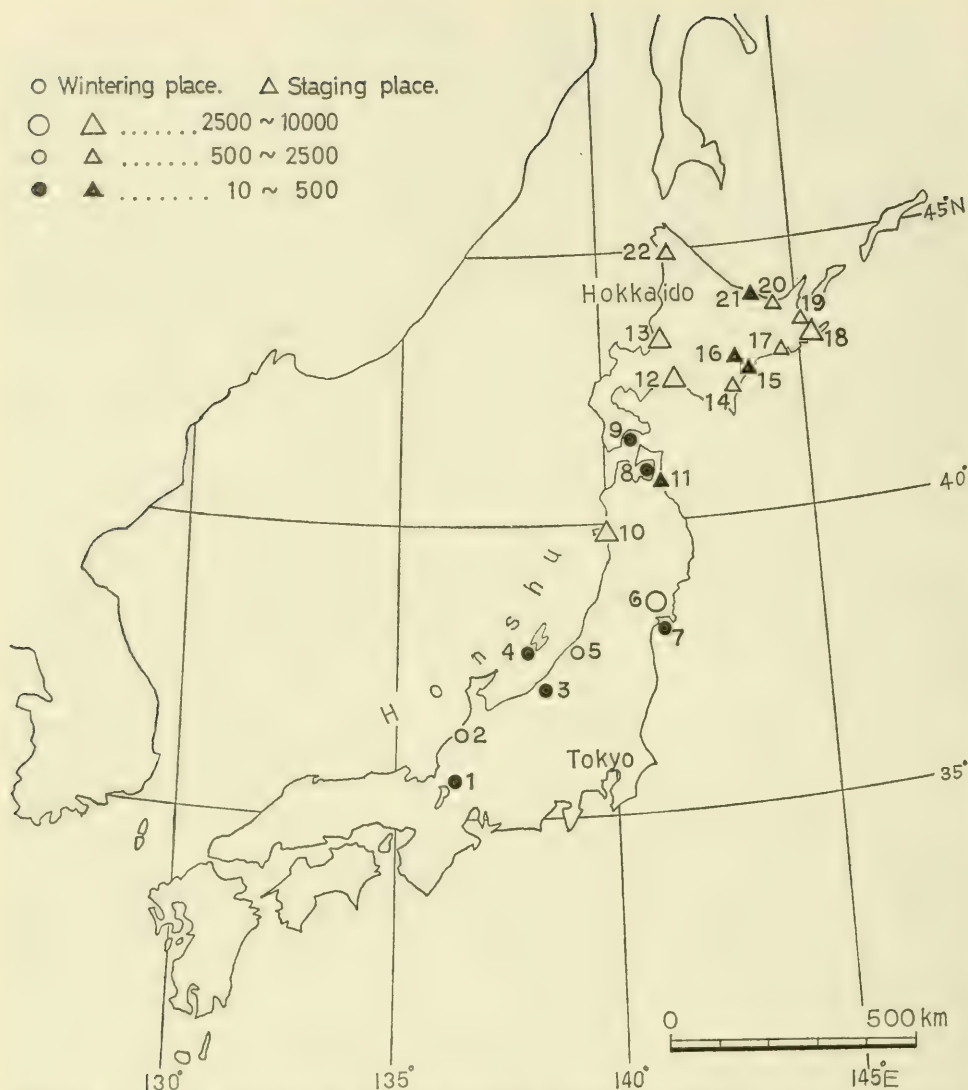 ○ Wintering place. △ Staging place.
○ △ ....... 2500 ~ 10000
○ △ ....... 500 ~ 2500
● ▲ ....... 10 ~ 500
45°N
22
Hokkaido
21
20
19
18
13
16
17
12
15
14
9
8
11
40°
10
6
7
Honshu
4
5
3
2
Tokyo
1
35°
0 500 km
130°
135°
140°
145°E